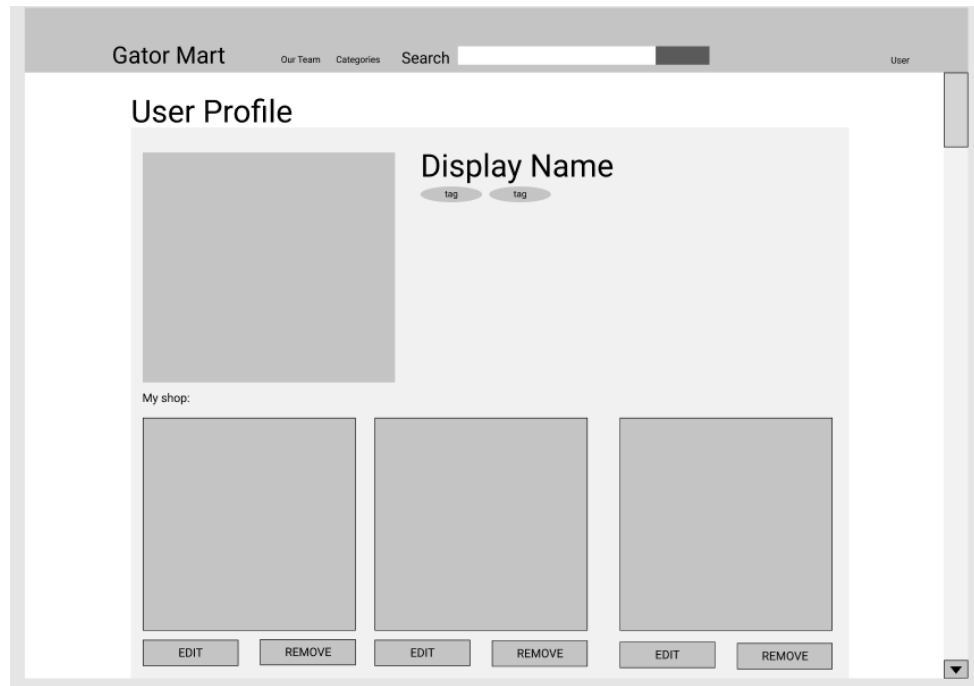 Gator Mart Our Team Categories Search User
User Profile
Display Name
tag tag
My shop:
EDIT REMOVE EDIT REMOVE EDIT REMOVE